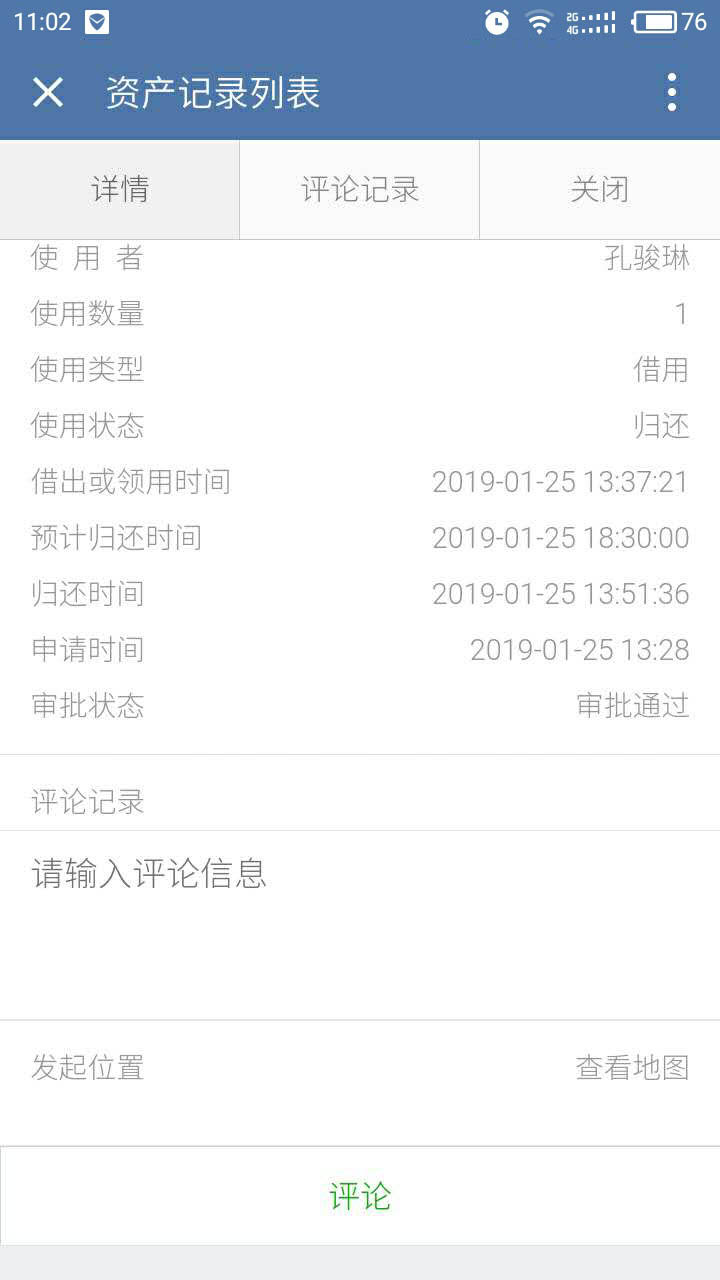 11:02 2G 4G 76
资产记录列表
详情 评论记录 关闭
使 用 者 孔骏琳
使用数量 1
使用类型 借用
使用状态 归还
借出或领用时间 2019-01-25 13:37:21
预计归还时间 2019-01-25 18:30:00
归还时间 2019-01-25 13:51:36
申请时间 2019-01-25 13:28
审批状态 审批通过
评论记录
请输入评论信息
发起位置 查看地图
评论